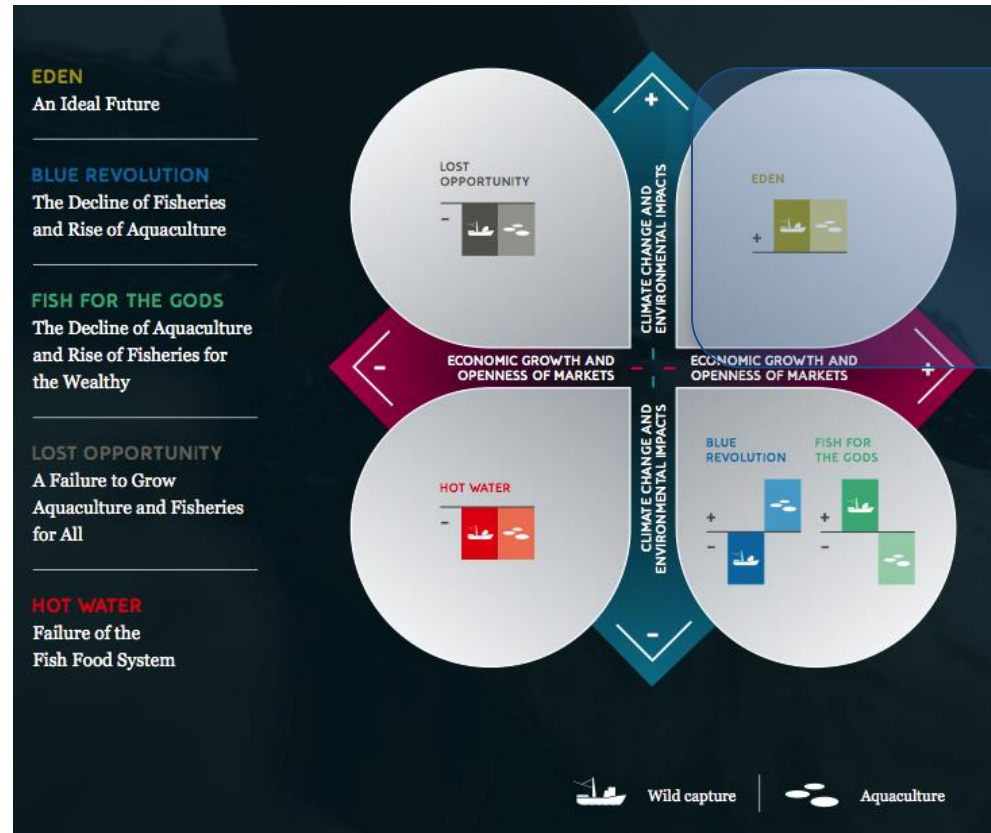 EDEN
An Ideal Future
BLUE REVOLUTION
The Decline of Fisheries
and Rise of Aquaculture
FISH FOR THE GODS
The Decline of Aquaculture
and Rise of Fisheries for
the Wealthy
LOST OPPORTUNITY
A Failure to Grow
Aquaculture and Fisheries
for All
HOT WATER
Failure of the
Fish Food System
+
CLIMATE CHANGE AND
ENVIRONMENTAL IMPACTS
LOST
OPPORTUNITY
-
EDEN
+
-
ECONOMIC GROWTH AND
OPENNESS OF MARKETS
-
-
ECONOMIC GROWTH AND
OPENNESS OF MARKETS
+
CLIMATE CHANGE AND
ENVIRONMENTAL IMPACTS
HOT WATER
-
BLUE
REVOLUTION
+
-
FISH FOR
THE GODS
+
-
-
Wild capture
Aquaculture